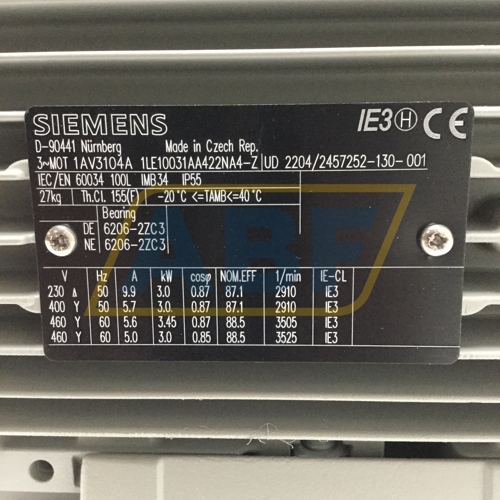 SIEMENS IE3 H CE
D-90441 Nürnberg Made in Czech Rep.
3~MOT 1AV3104A 1LE10031AA422NA4-Z UD 2204/2457252-130-001
IEC/EN 60034 100L IMB34 IP55
27kg Th.Cl. 155(F) -20°C <=TAMB<=40°C
Bearing
DE 6206-2ZC3
NE 6206-2ZC3
V Hz A kW cosφ NOM.EFF 1/min IE-CL
230 Δ 50 9.9 3.0 0.87 87.1 2910 IE3
400 Y 50 5.7 3.0 0.87 87.1 2910 IE3
460 Y 60 5.6 3.45 0.87 88.5 3505 IE3
460 Y 60 5.0 3.0 0.85 88.5 3525 IE3
ABF